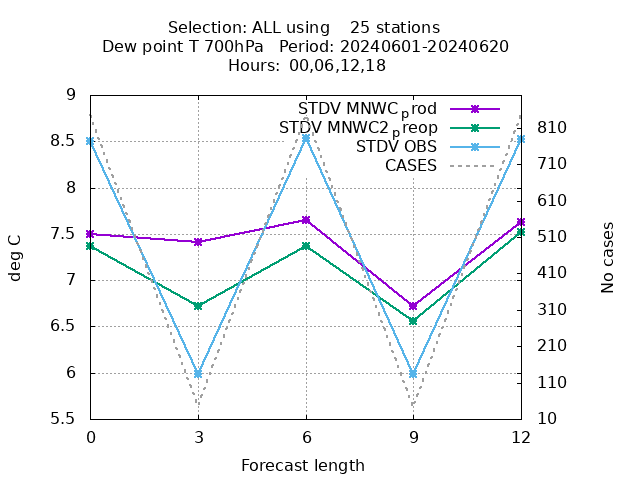 Selection: ALL using    25 stations
Dew point T 700hPa   Period: 20240601-20240620
Hours: 00,06,12,18
STDV MNWCprod
STDV MNWC2preop
STDV OBS
CASES
9
8.5
8
7.5
7
6.5
6
5.5
deg C
810
710
610
510
410
310
210
110
10
No cases
0 3 6 9 12
Forecast length